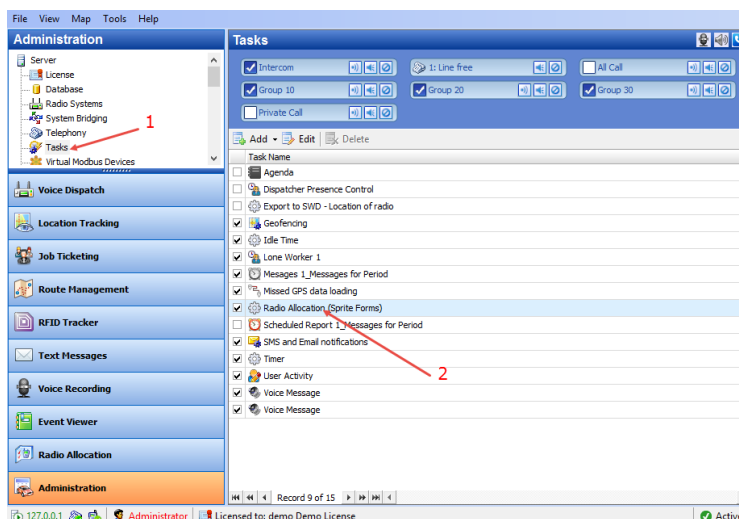 File View Map Tools Help
Administration
Server
License
Database
Radio Systems
System Bridging
Telephony
Tasks
Virtual Modbus Devices
1
Voice Dispatch
Location Tracking
Job Ticketing
Route Management
RFID Tracker
Text Messages
Voice Recording
Event Viewer
Radio Allocation
Administration
Tasks
Intercom
1: Line free
All Call
Group 10
Group 20
Group 30
Private Call
Add Edit Delete
Task Name
Agenda
Dispatcher Presence Control
Export to SWD - Location of radio
Geofencing
Idle Time
Lone Worker 1
Mesages 1_Messages for Period
Missed GPS data loading
Radio Allocation (Sprite Forms)
Scheduled Report 1_Messages for Period
SMS and Email notifications
Timer
User Activity
Voice Message
Voice Message
2
Record 9 of 15
127.0.0.1 Administrator Licensed to: demo Demo License Active